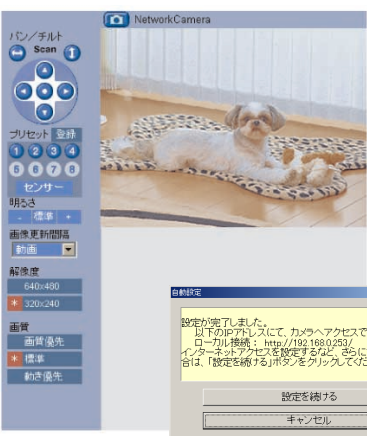 NetworkCamera
パン/チルト
Scan
プリセット 登録
1 2 3 4
5 6 7 8
センサー
明るさ
- 標準 +
画像更新間隔
動画
解像度
640×480
* 320×240
画質
画質優先
* 標準
動き優先
自動設定
設定が完了しました。
以下のIPアドレスにて、カメラへアクセスで
ローカル接続： http://192.168.0.253/
インターネットアクセスを設定するなど、さらに
合は、「設定を続ける」ボタンをクリックしてくだ
設定を続ける
キャンセル